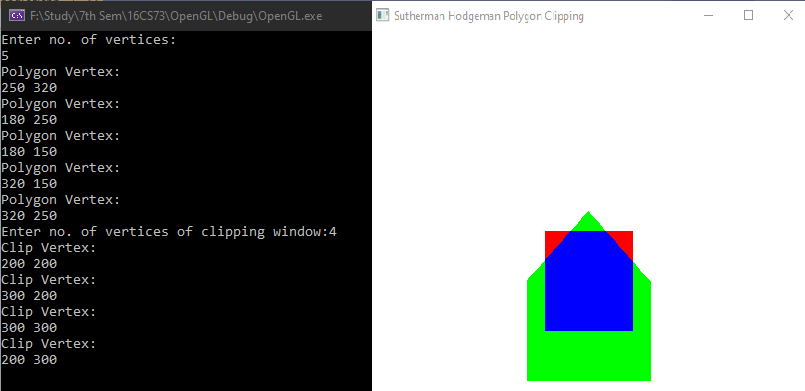 F:\Study\7th Sem\16CS73\OpenGL\Debug\OpenGL.exe
Enter no. of vertices:
5
Polygon Vertex:
250 320
Polygon Vertex:
180 250
Polygon Vertex:
180 150
Polygon Vertex:
320 150
Polygon Vertex:
320 250
Enter no. of vertices of clipping window:4
Clip Vertex:
200 200
Clip Vertex:
300 200
Clip Vertex:
300 300
Clip Vertex:
200 300
Sutherman Hodgeman Polygon Clipping